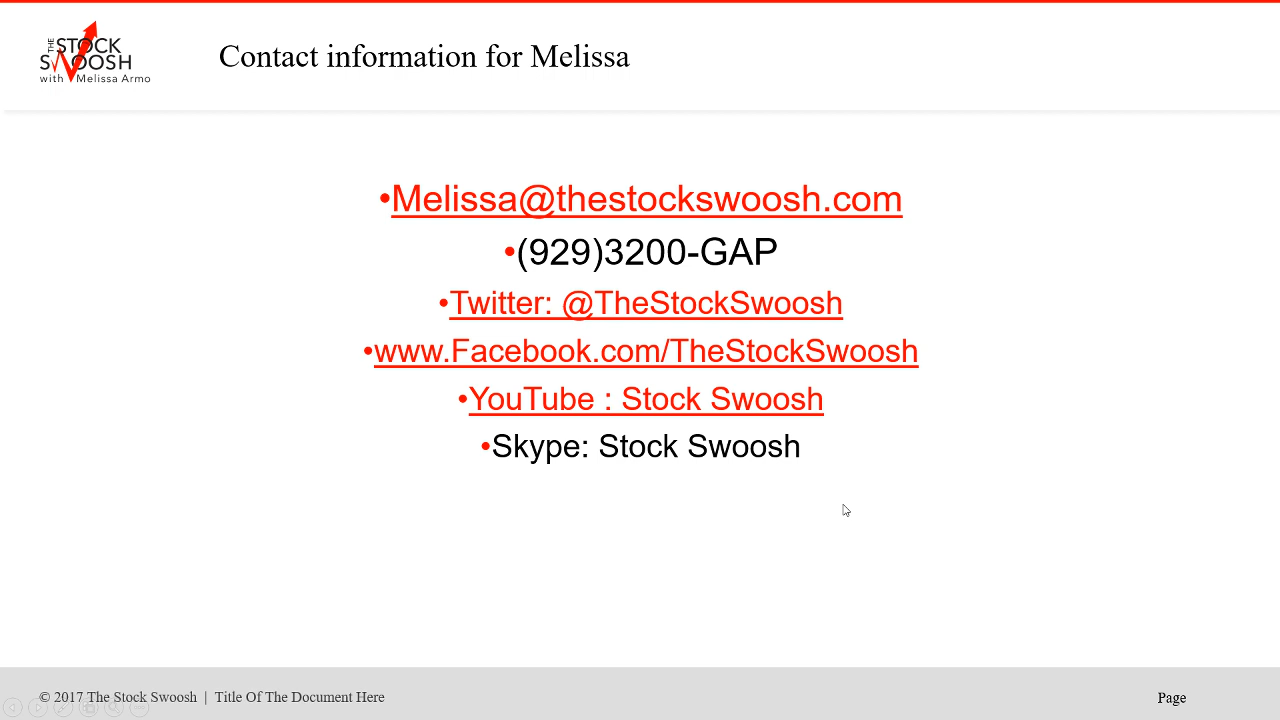 THE STOCK
SWOOSH
with Melissa Armo
Contact information for Melissa
•Melissa@thestockswoosh.com
•(929)3200-GAP
•Twitter: @TheStockSwoosh
•www.Facebook.com/TheStockSwoosh
•YouTube : Stock Swoosh
•Skype: Stock Swoosh
© 2017 The Stock Swoosh | Title Of The Document Here
Page